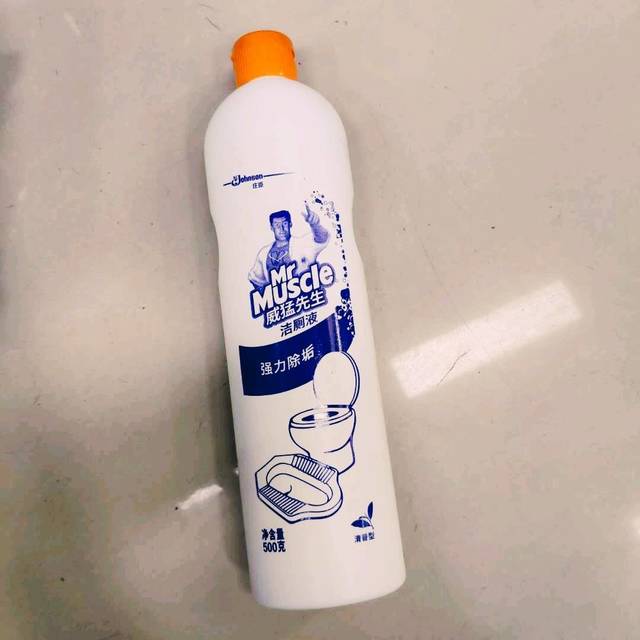 Johnson
庄臣
Mr
Muscle
威猛先生
洁厕液
强力除垢
净含量
500克
清香型